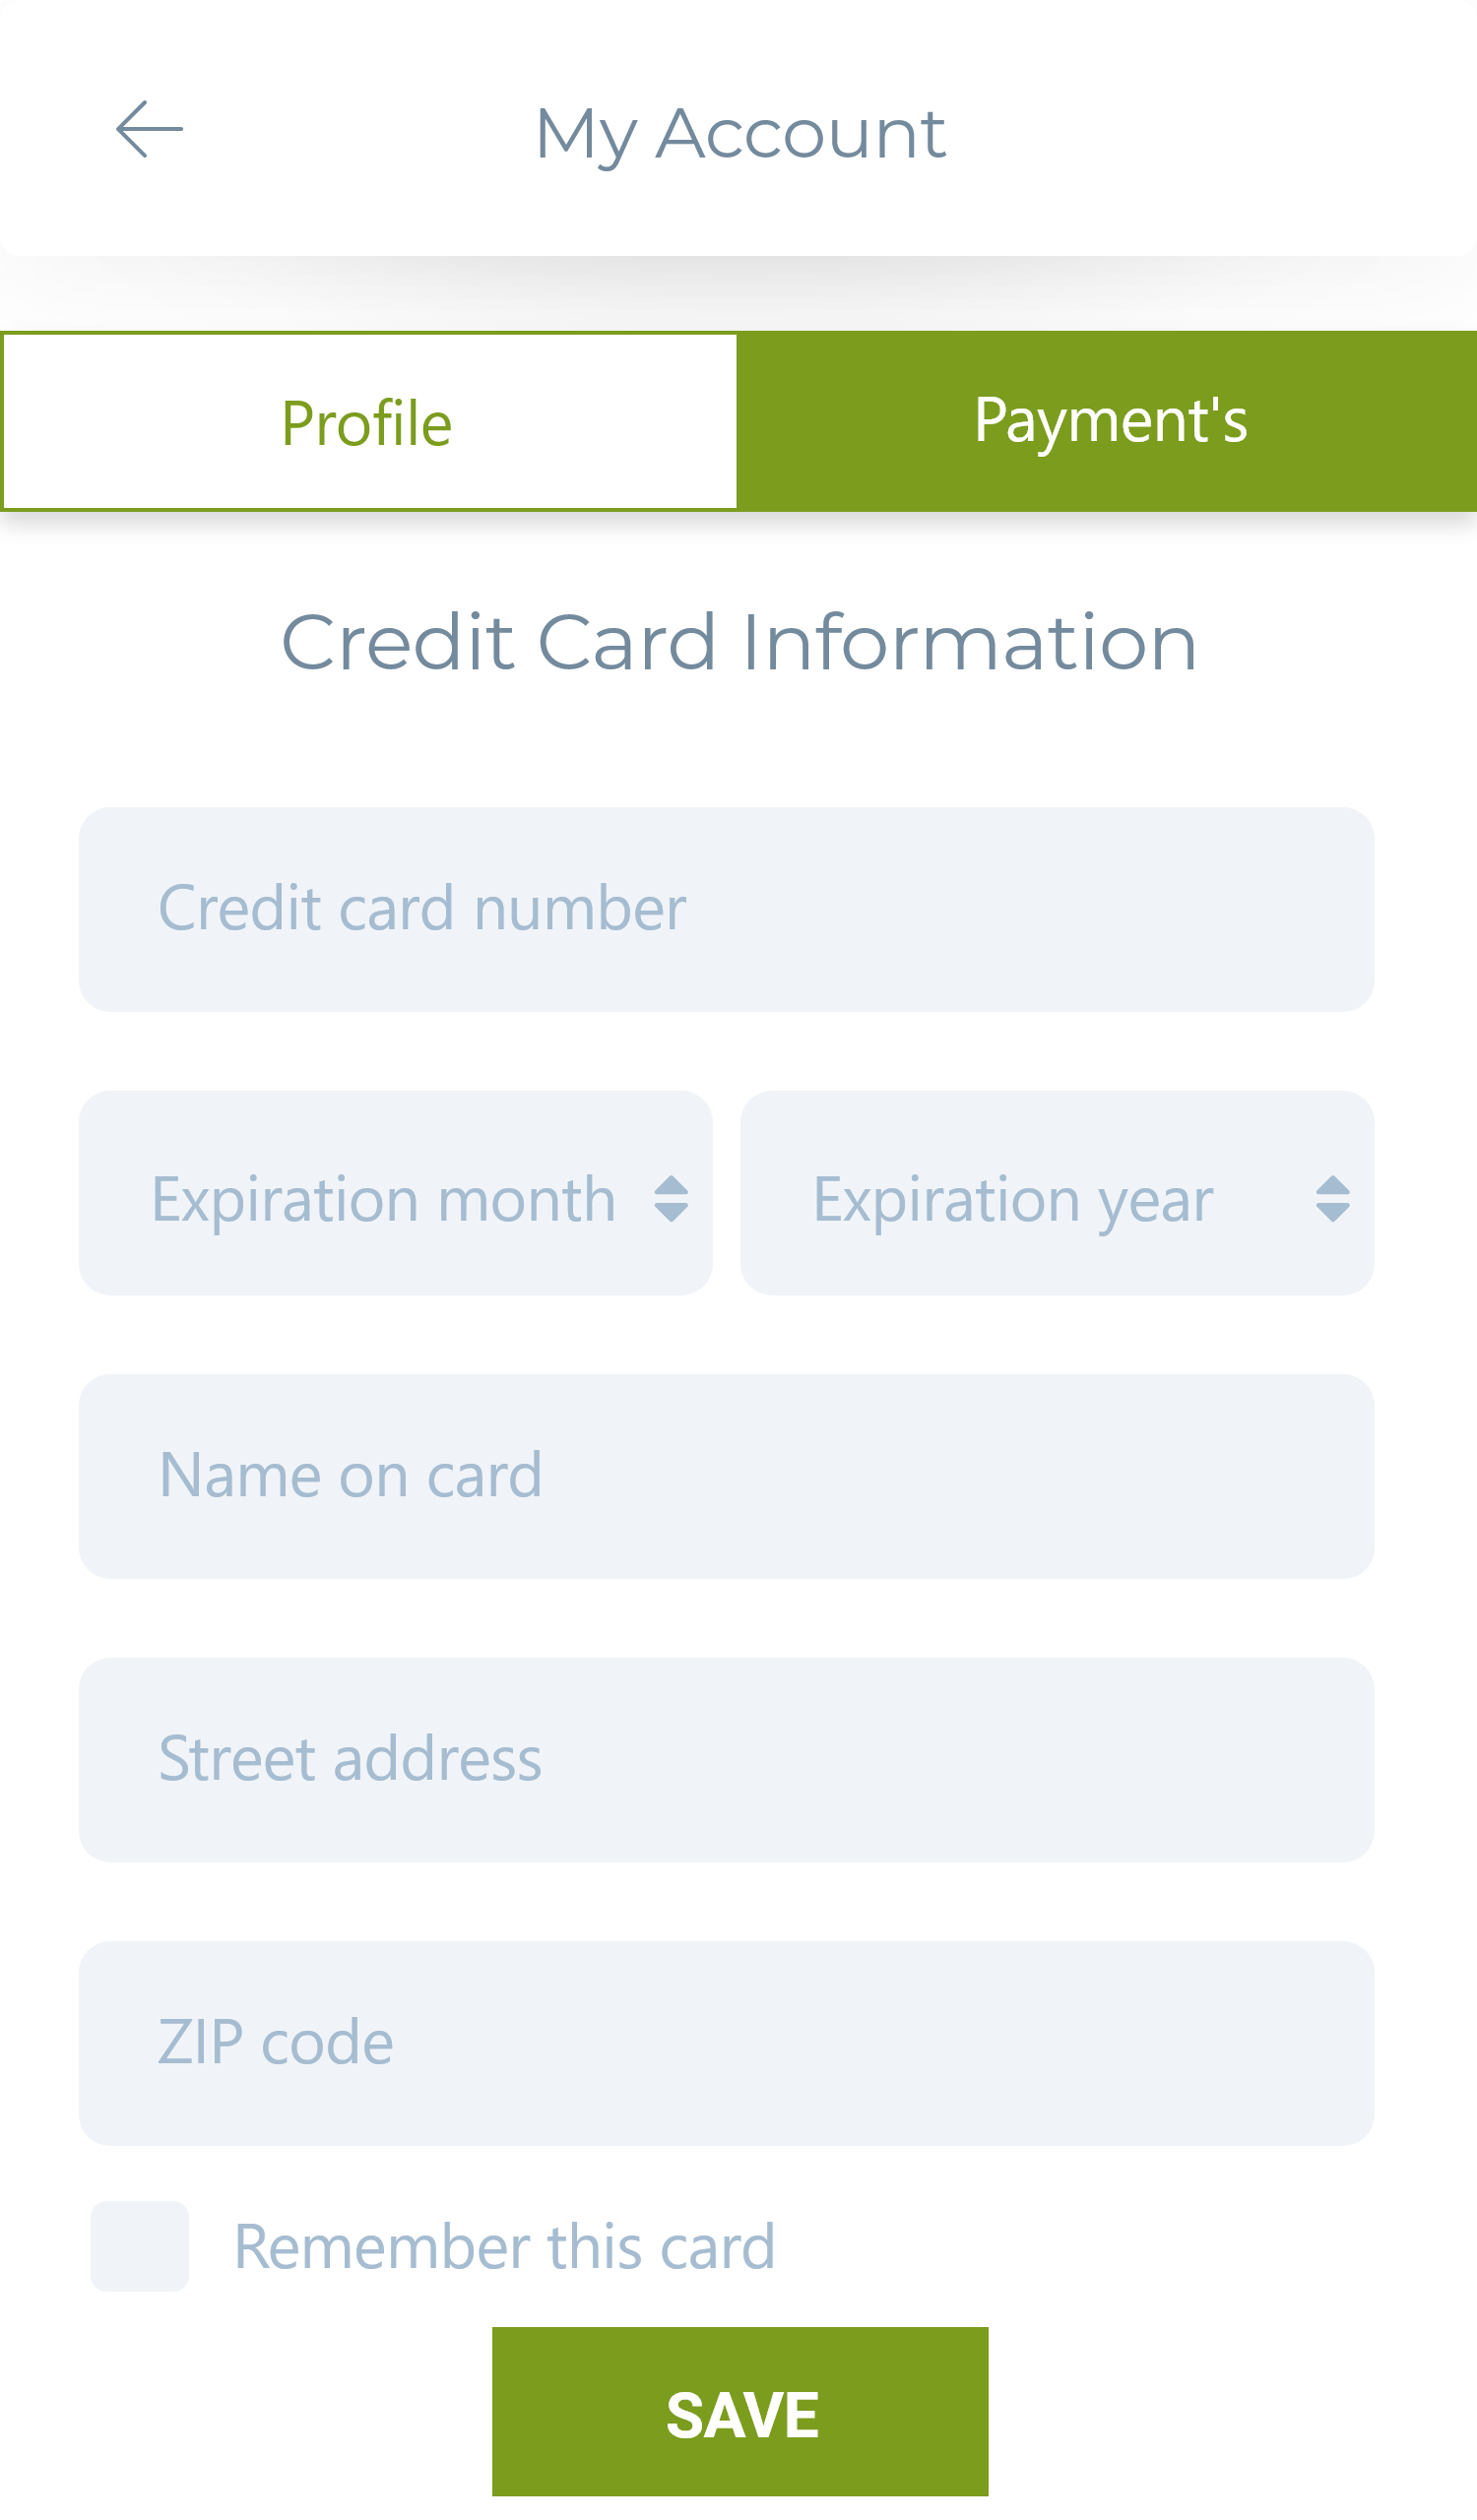 My Account
Profile
Payment's
Credit Card Information
Credit card number
Expiration month
Expiration year
Name on card
Street address
ZIP code
Remember this card
SAVE